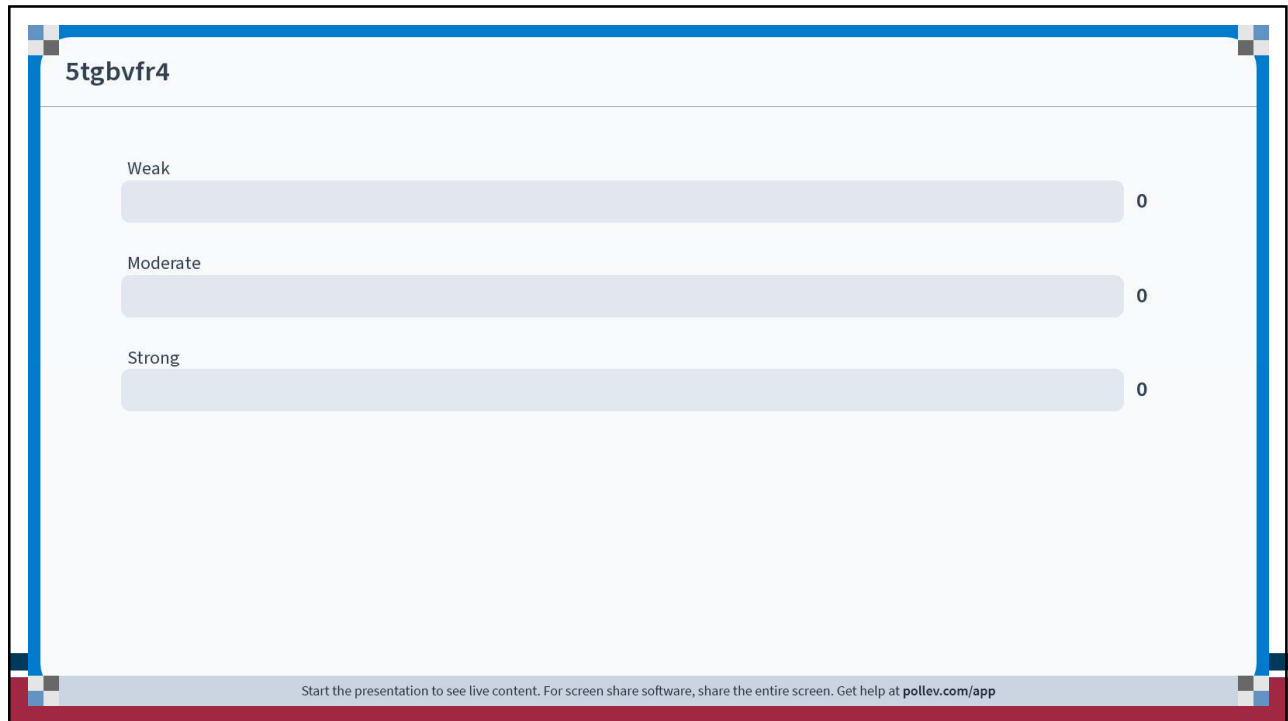 5tgbvfr4
Weak
0
Moderate
0
Strong
0
Start the presentation to see live content. For screen share software, share the entire screen. Get help at pollev.com/app